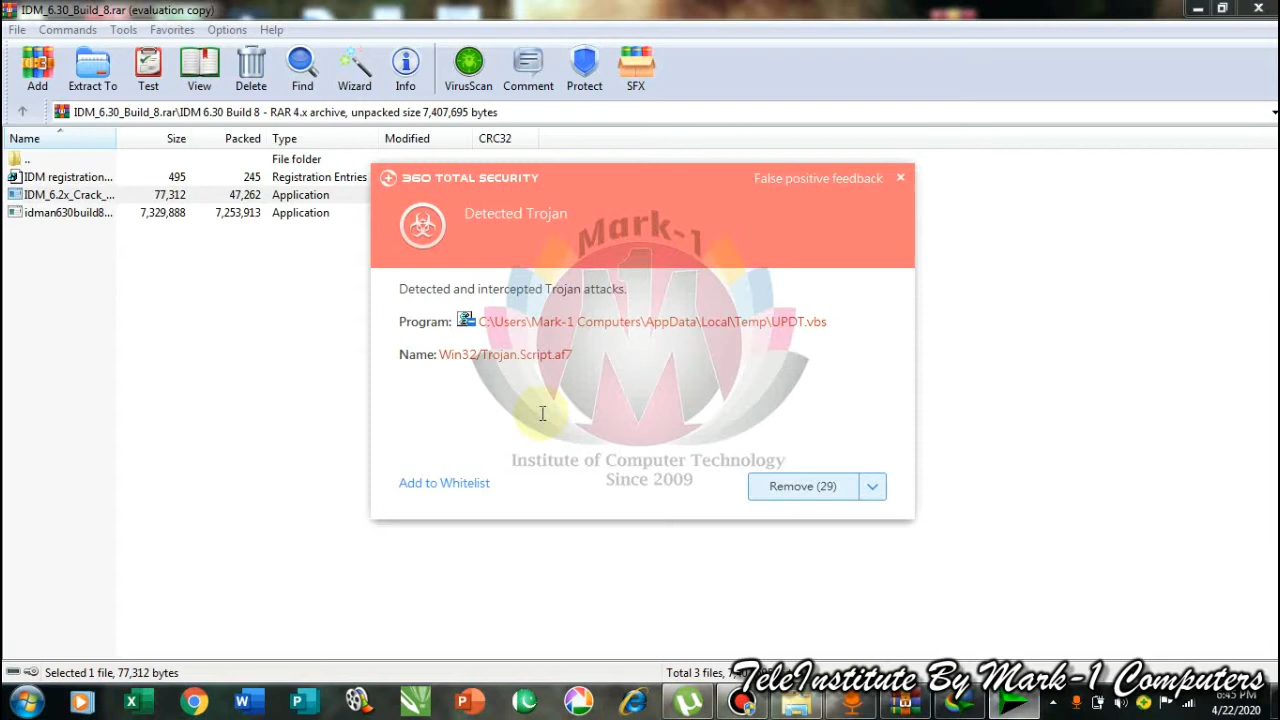 IDM_6.30_Build_8.rar (evaluation copy)
File Commands Tools Favorites Options Help
Add Extract To Test View Delete Find Wizard Info VirusScan Comment Protect SFX
IDM_6.30_Build_8.rar\IDM 6.30 Build 8 - RAR 4.x archive, unpacked size 7,407,695 bytes
Name Size Packed Type Modified CRC32
.. File folder
IDM registration... 495 245 Registration Entries
IDM_6.2x_Crack_... 77,312 47,262 Application
idman630build8... 7,329,888 7,253,913 Application
360 TOTAL SECURITY False positive feedback
Detected Trojan
Mark-1
Detected and intercepted Trojan attacks.
Program: C:\Users\Mark-1 Computers\AppData\Local\Temp\UPDT.vbs
Name: Win32/Trojan.Script.af7
Institute of Computer Technology
Since 2009
Add to Whitelist Remove (29)
Selected 1 file, 77,312 bytes
Total 3 files,
TeleInstitute By Mark-1 Computers
6:45 PM
4/22/2020